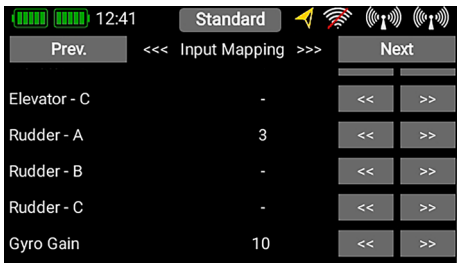 12:41 Standard
Prev. <<< Input Mapping >>> Next
Elevator - C - << >>
Rudder - A 3 << >>
Rudder - B - << >>
Rudder - C - << >>
Gyro Gain 10 << >>